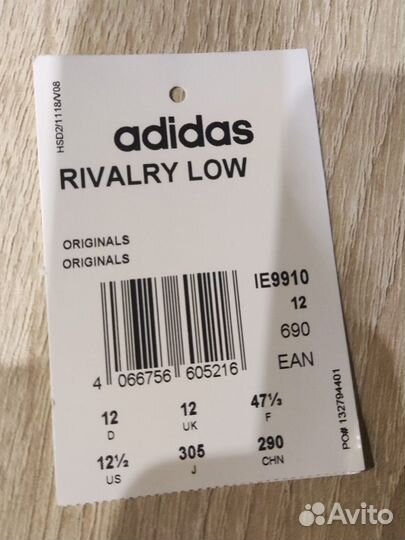 HSD2/1118/V08
adidas
RIVALRY LOW
ORIGINALS
ORIGINALS
IE9910
12
690
EAN
4 066756 605216
12 12 47⅓
D UK F
12½ 305 290
US J CHN
PO# 132794401
Avito